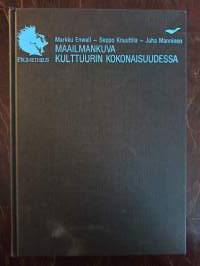 Markku Envall – Seppo Knuuttila – Juha Manninen
MAAILMANKUVA
KULTTUURIN KOKONAISUUDESSA
PROMETHEUS